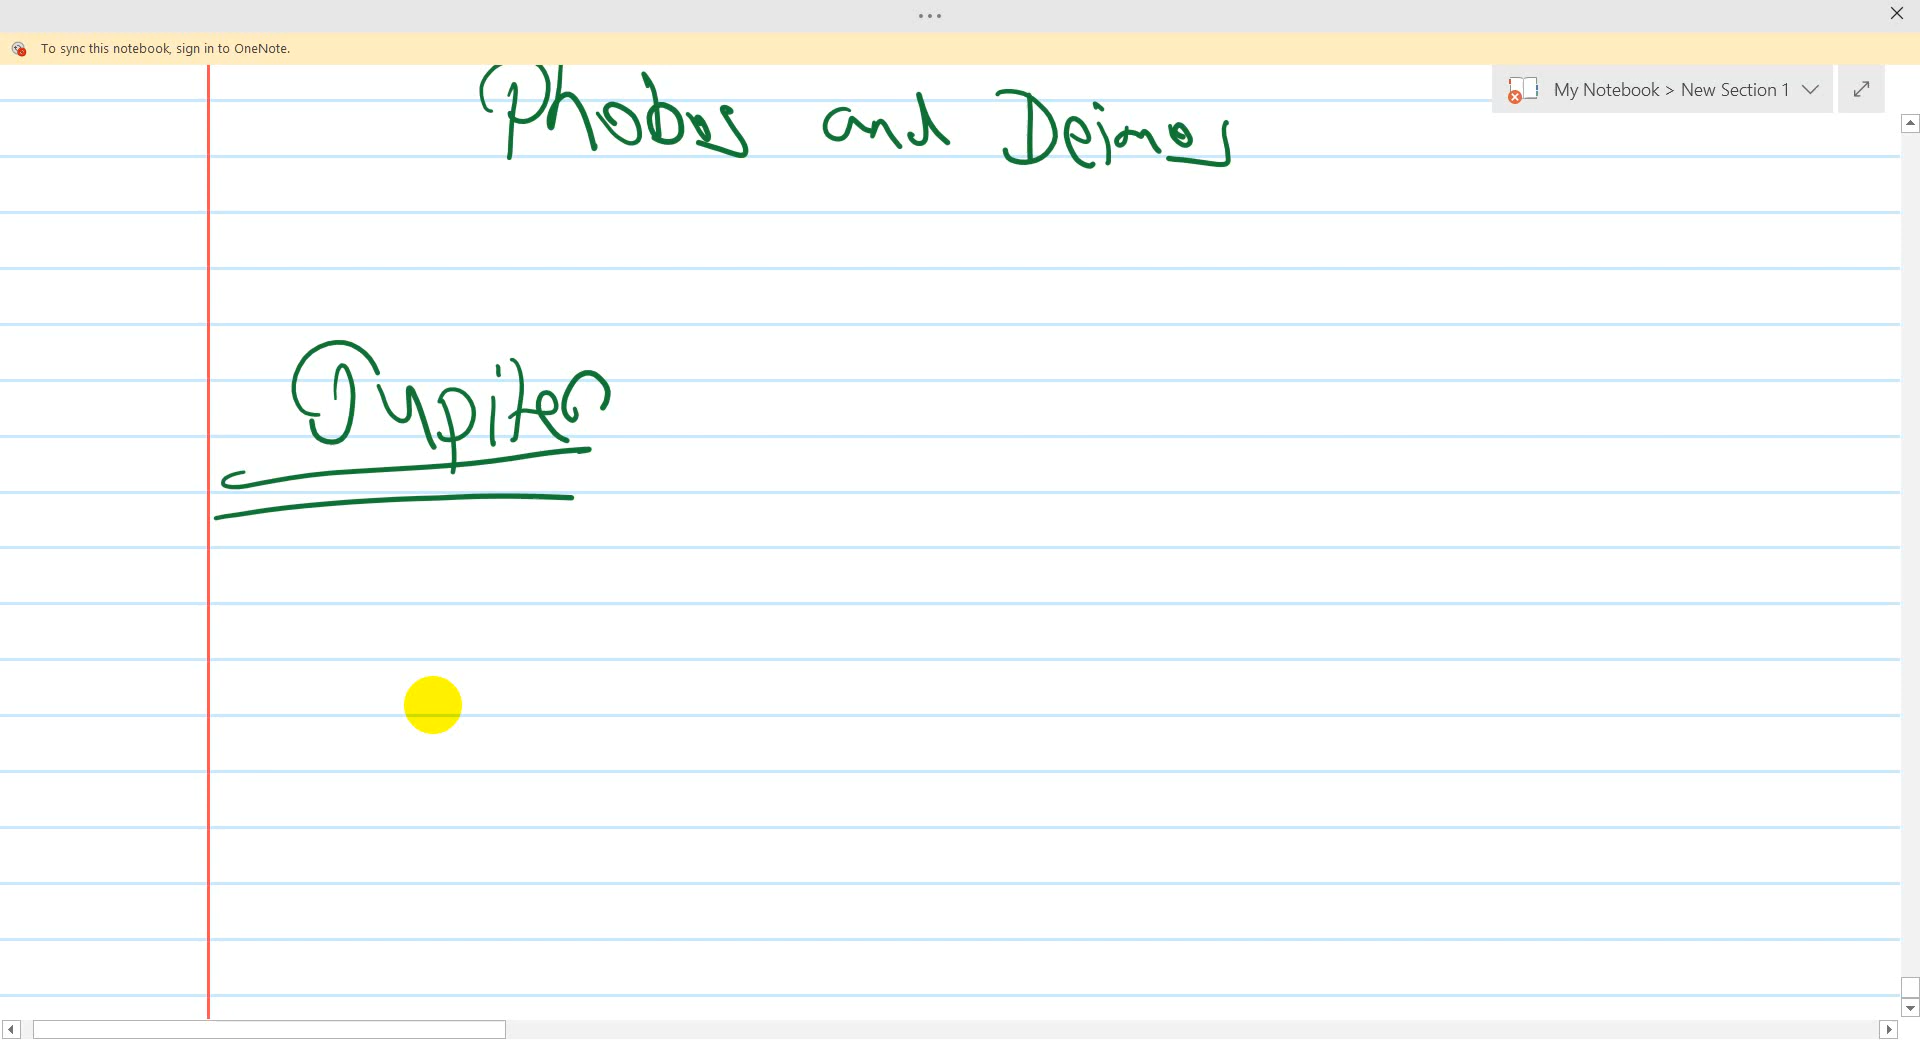 To sync this notebook, sign in to OneNote.
My Notebook > New Section 1
Phobos and Deimos
Jupiter